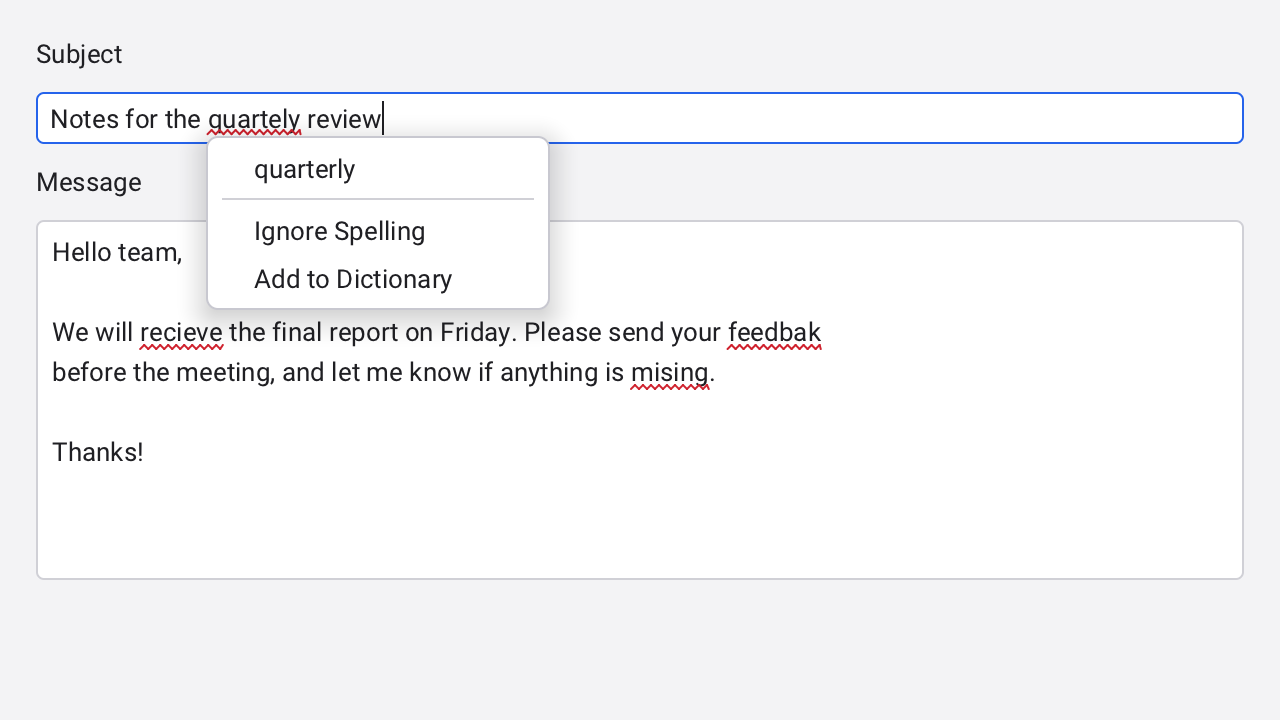 Subject
Notes for the quartely review
quarterly
Ignore Spelling
Add to Dictionary
Message
Hello team,
We will recieve the final report on Friday. Please send your feedbak
before the meeting, and let me know if anything is mising.
Thanks!